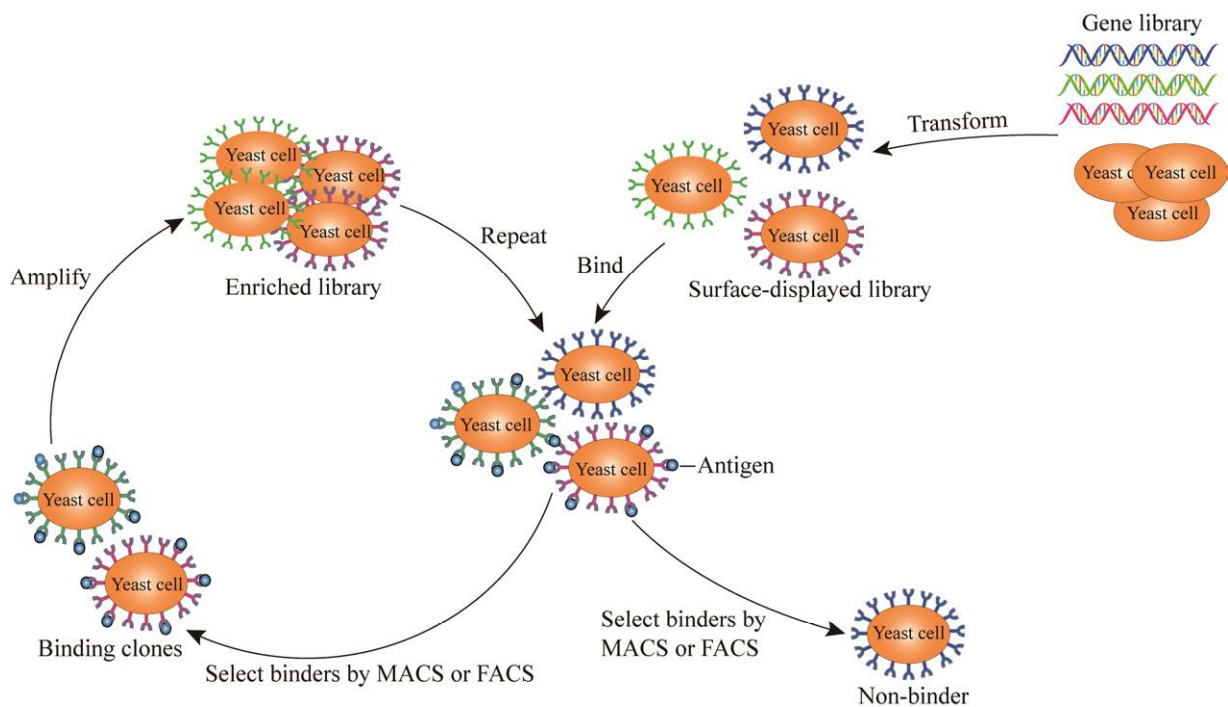 Gene library
Transform
Yeast cell
Yeast c
Yeast cell
Yeast cell
Yeast cell
Yeast cell
Yeast cell
Surface-displayed library
Bind
Yeast cell
Yeast cell
Yeast cell
Yeast cell
Enriched library
Repeat
Amplify
Yeast cell
Yeast cell
Yeast cell
Antigen
Yeast cell
Yeast cell
Binding clones
Select binders by MACS or FACS
Select binders by
MACS or FACS
Yeast cell
Non-binder